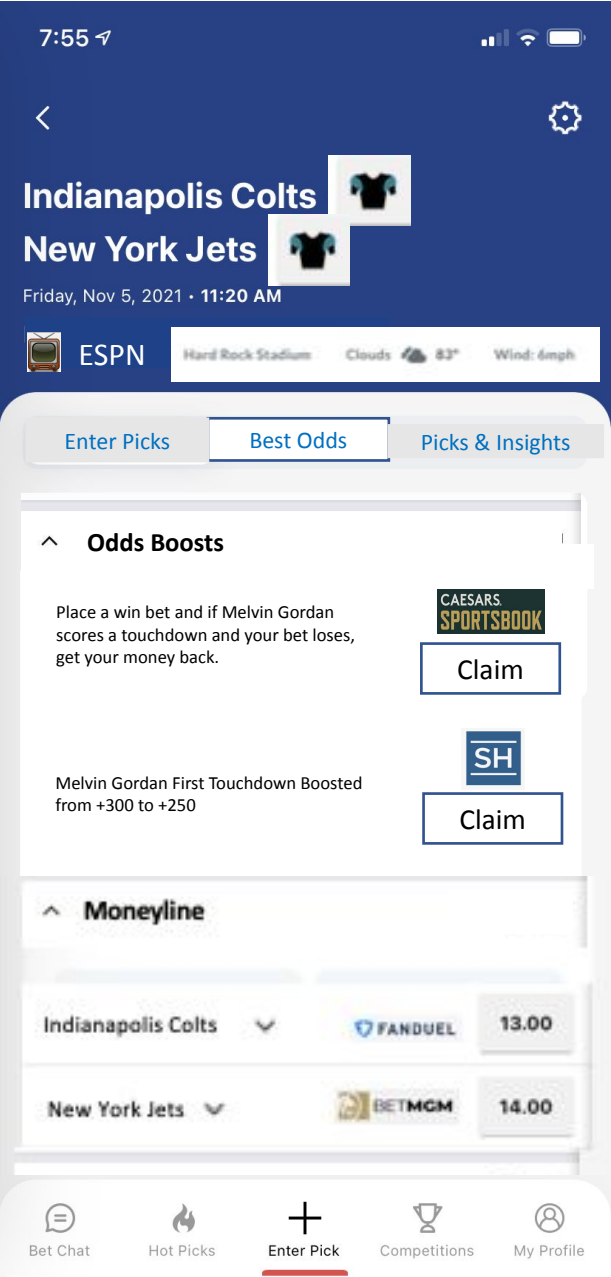 7:55
Indianapolis Colts
New York Jets
Friday, Nov 5, 2021 • 11:20 AM
ESPN Hard Rock Stadium Clouds 83° Wind: 6mph
Enter Picks Best Odds Picks & Insights
Odds Boosts
Place a win bet and if Melvin Gordan
scores a touchdown and your bet loses,
get your money back.
CAESARS
SPORTSBOOK
Claim
SH
Melvin Gordan First Touchdown Boosted
from +300 to +250
Claim
Moneyline
Indianapolis Colts FANDUEL 13.00
New York Jets BETMGM 14.00
Bet Chat Hot Picks Enter Pick Competitions My Profile